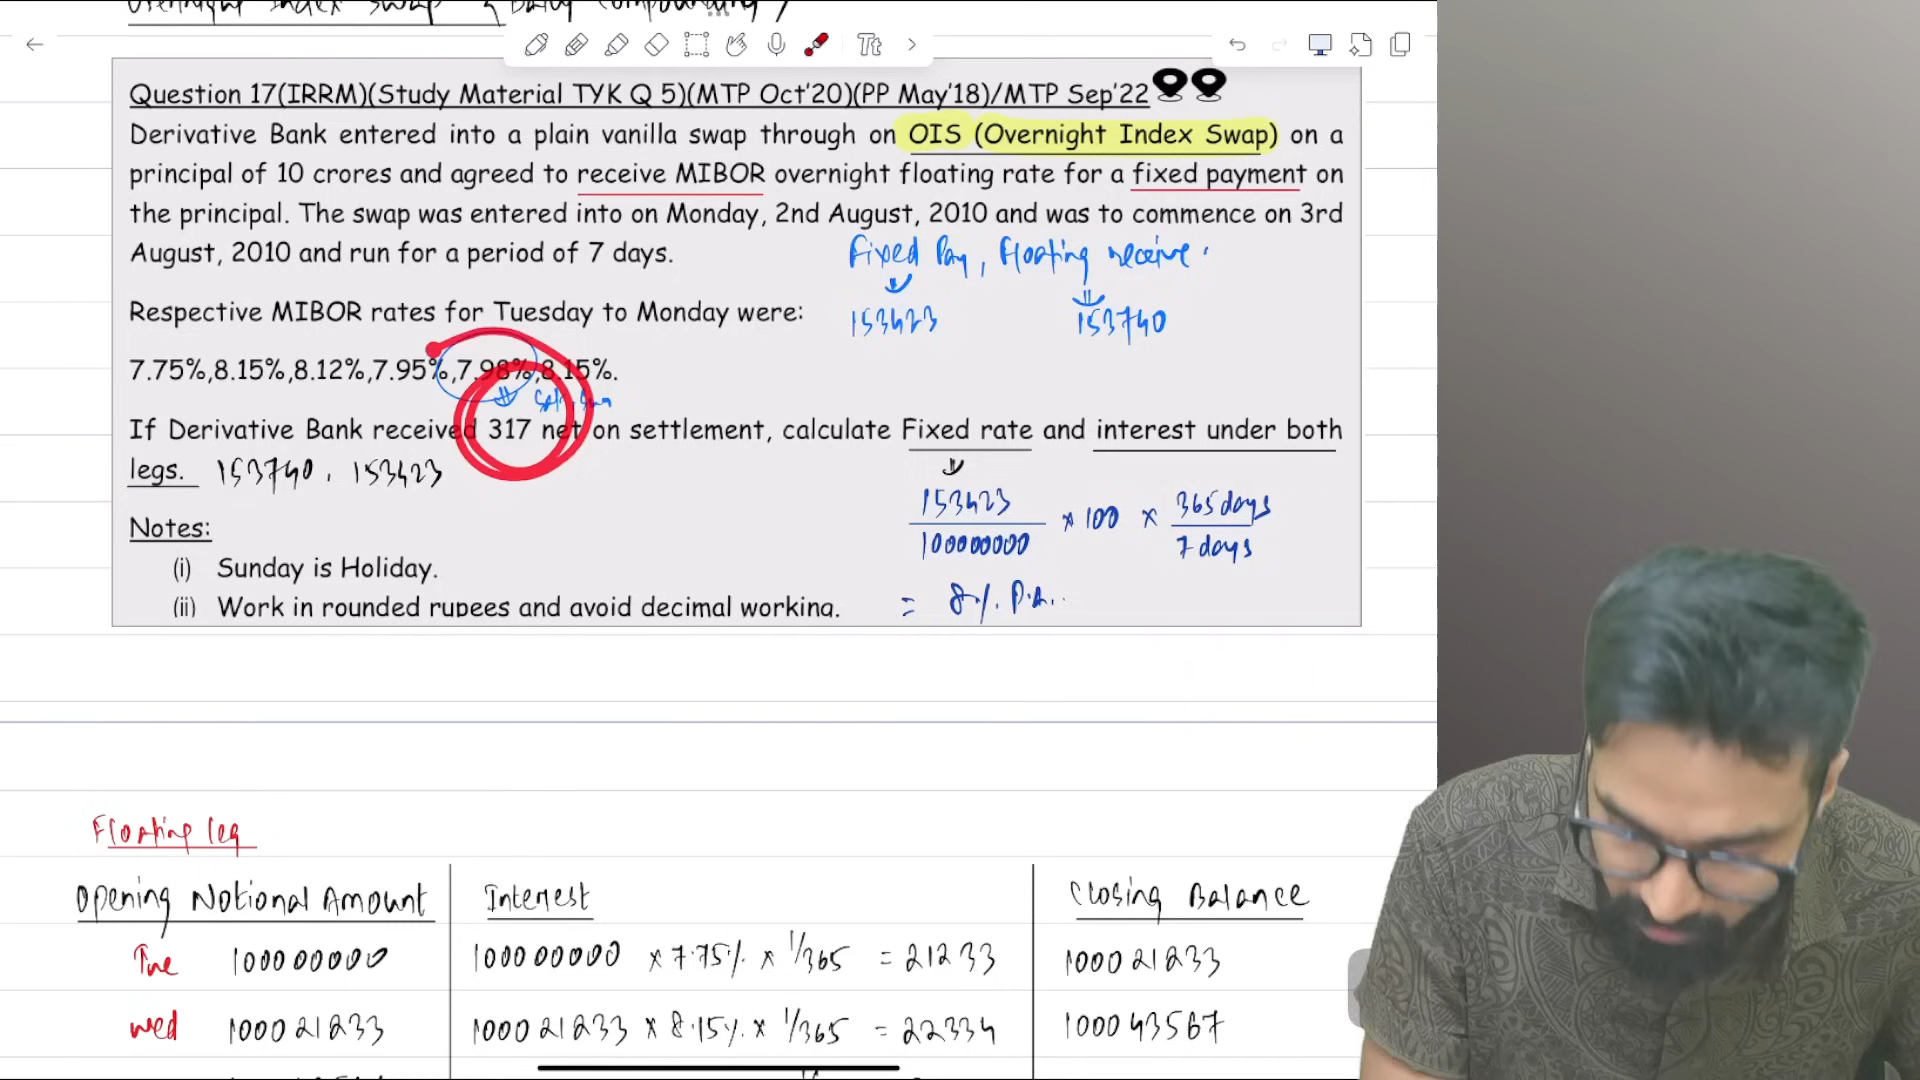 Overnight Index Swap (Daily compounding)
Tt
Question 17(IRRM)(Study Material TYK Q 5)(MTP Oct'20)(PP May'18)/MTP Sep'22
Derivative Bank entered into a plain vanilla swap through on OIS (Overnight Index Swap) on a
principal of 10 crores and agreed to receive MIBOR overnight floating rate for a fixed payment on
the principal. The swap was entered into on Monday, 2nd August, 2010 and was to commence on 3rd
August, 2010 and run for a period of 7 days.
Fixed Pay, Floating receive.
Respective MIBOR rates for Tuesday to Monday were:
153423 153740
7.75%,8.15%,8.12%,7.95%,7.98%,8.15%.
Sat, Sun
If Derivative Bank received 317 net on settlement, calculate Fixed rate and interest under both
legs. 153740, 153423
153423 / 100000000 × 100 × 365 days / 7 days
Notes:
(i) Sunday is Holiday.
(ii) Work in rounded rupees and avoid decimal working.
= 8% P.A.
Floating leg
Opening Notional Amount Interest Closing Balance
Tue 100000000 100000000 × 7.75% × 1/365 = 21233 100021233
Wed 100021233 100021233 × 8.15% × 1/365 = 22334 100043567